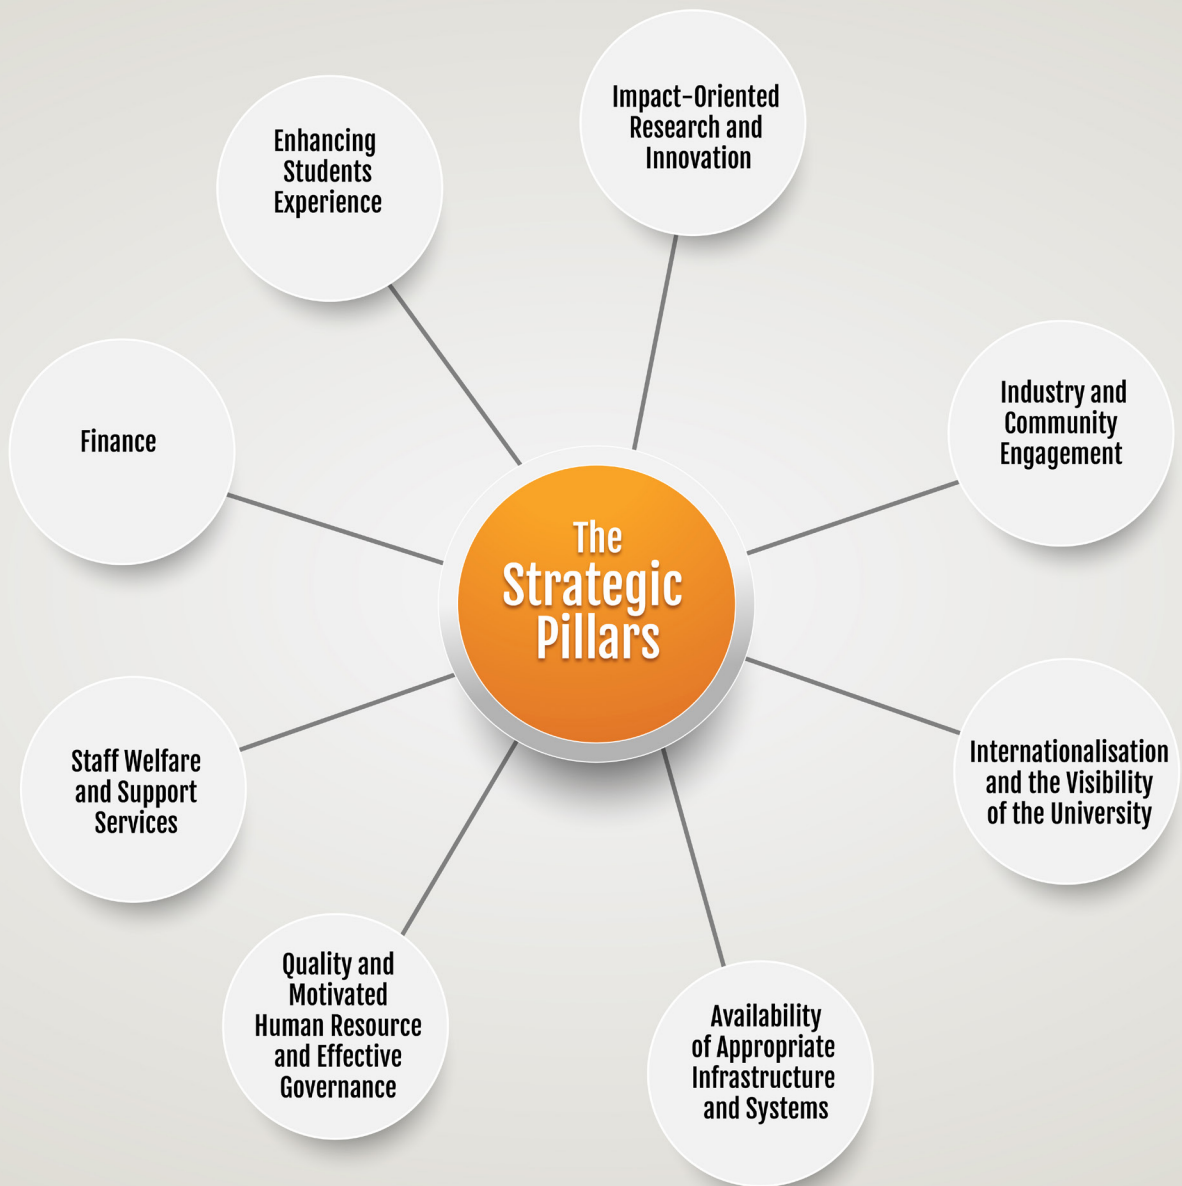 Impact-Oriented
Research and
Innovation
Enhancing
Students
Experience
Industry and
Community
Engagement
Finance
The
Strategic
Pillars
Internationalisation
and the Visibility
of the University
Staff Welfare
and Support
Services
Quality and
Motivated
Human Resource
and Effective
Governance
Availability
of Appropriate
Infrastructure
and Systems